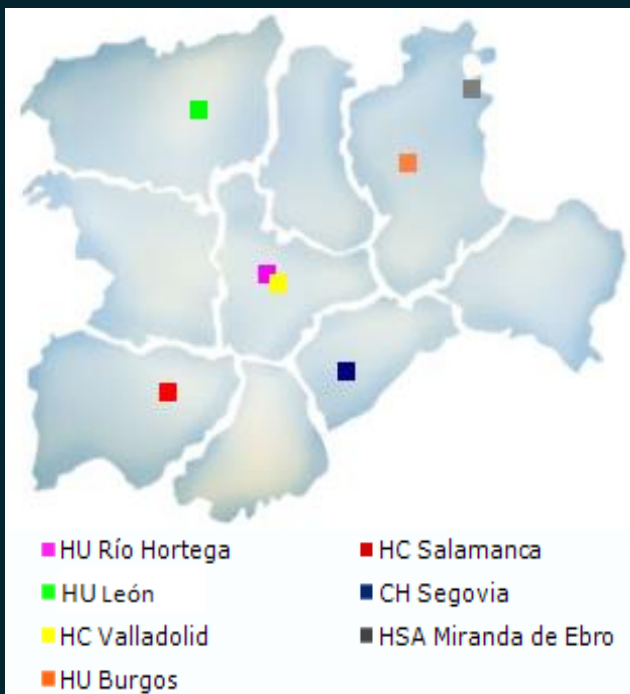 HU Río Hortega
HU León
HC Valladolid
HU Burgos
HC Salamanca
CH Segovia
HSA Miranda de Ebro